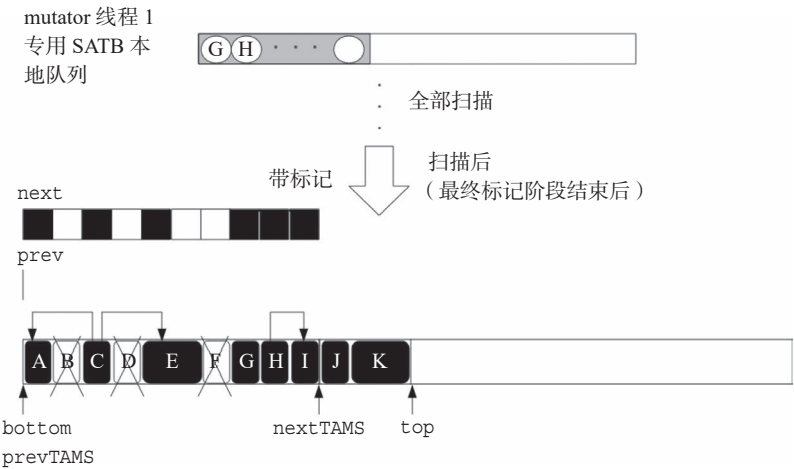 mutator 线程 1
专用 SATB 本
地队列
G H · · ·
全部扫描
带标记
扫描后
（最终标记阶段结束后）
next
prev
A B C D E F G H I J K
bottom
prevTAMS
nextTAMS
top